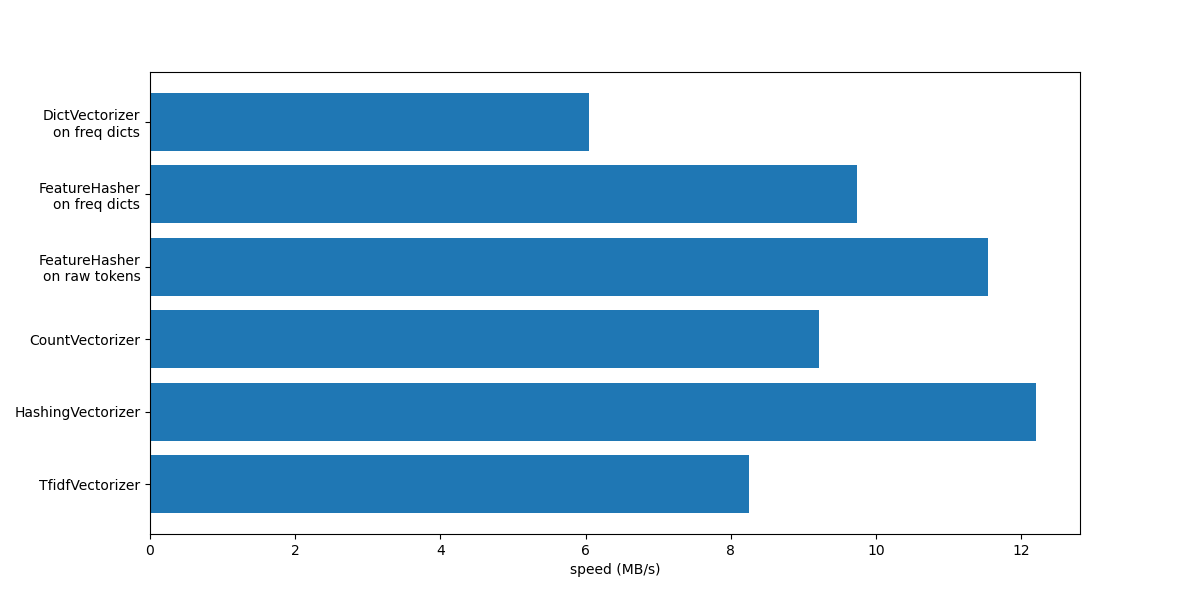 DictVectorizer
on freq dicts
FeatureHasher
on freq dicts
FeatureHasher
on raw tokens
CountVectorizer
HashingVectorizer
TfidfVectorizer
0 2 4 6 8 10 12
speed (MB/s)